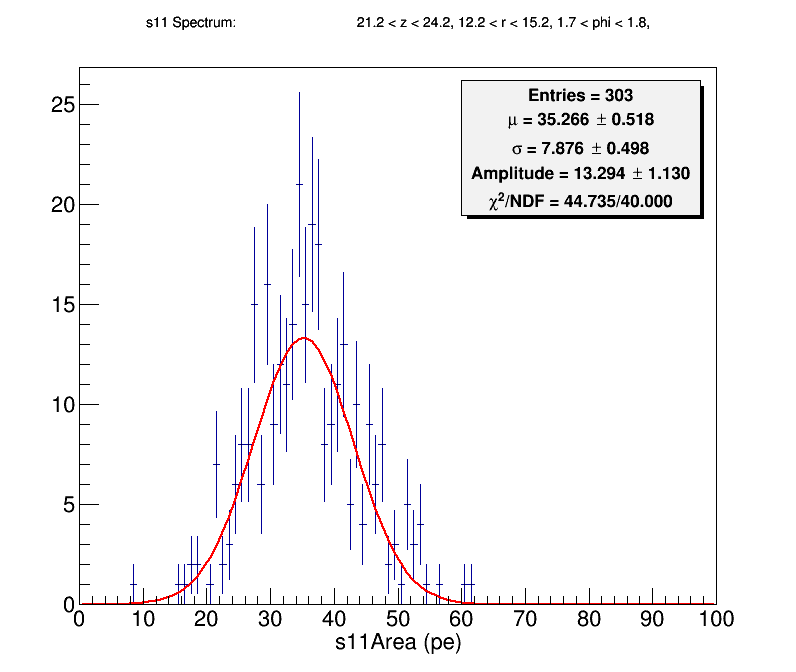 s11 Spectrum: 21.2 < z < 24.2, 12.2 < r < 15.2, 1.7 < phi < 1.8,
Entries = 303
μ = 35.266 ± 0.518
σ = 7.876 ± 0.498
Amplitude = 13.294 ± 1.130
χ²/NDF = 44.735/40.000
25
20
15
10
5
0
0 10 20 30 40 50 60 70 80 90 100
s11Area (pe)